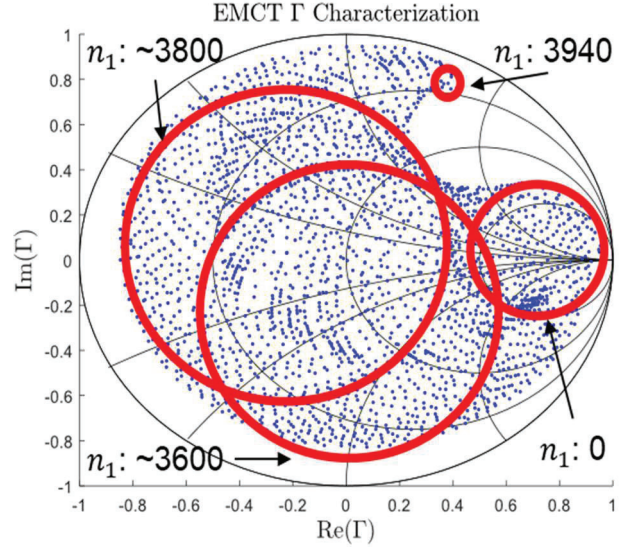 EMCT Γ Characterization
n₁: ~3800
n₁: 3940
1
0.8
0.6
0.4
0.2
0
-0.2
-0.4
-0.6
-0.8
-1
Im(Γ)
n₁: 0
n₁: ~3600
-1 -0.8 -0.6 -0.4 -0.2 0 0.2 0.4 0.6 0.8 1
Re(Γ)